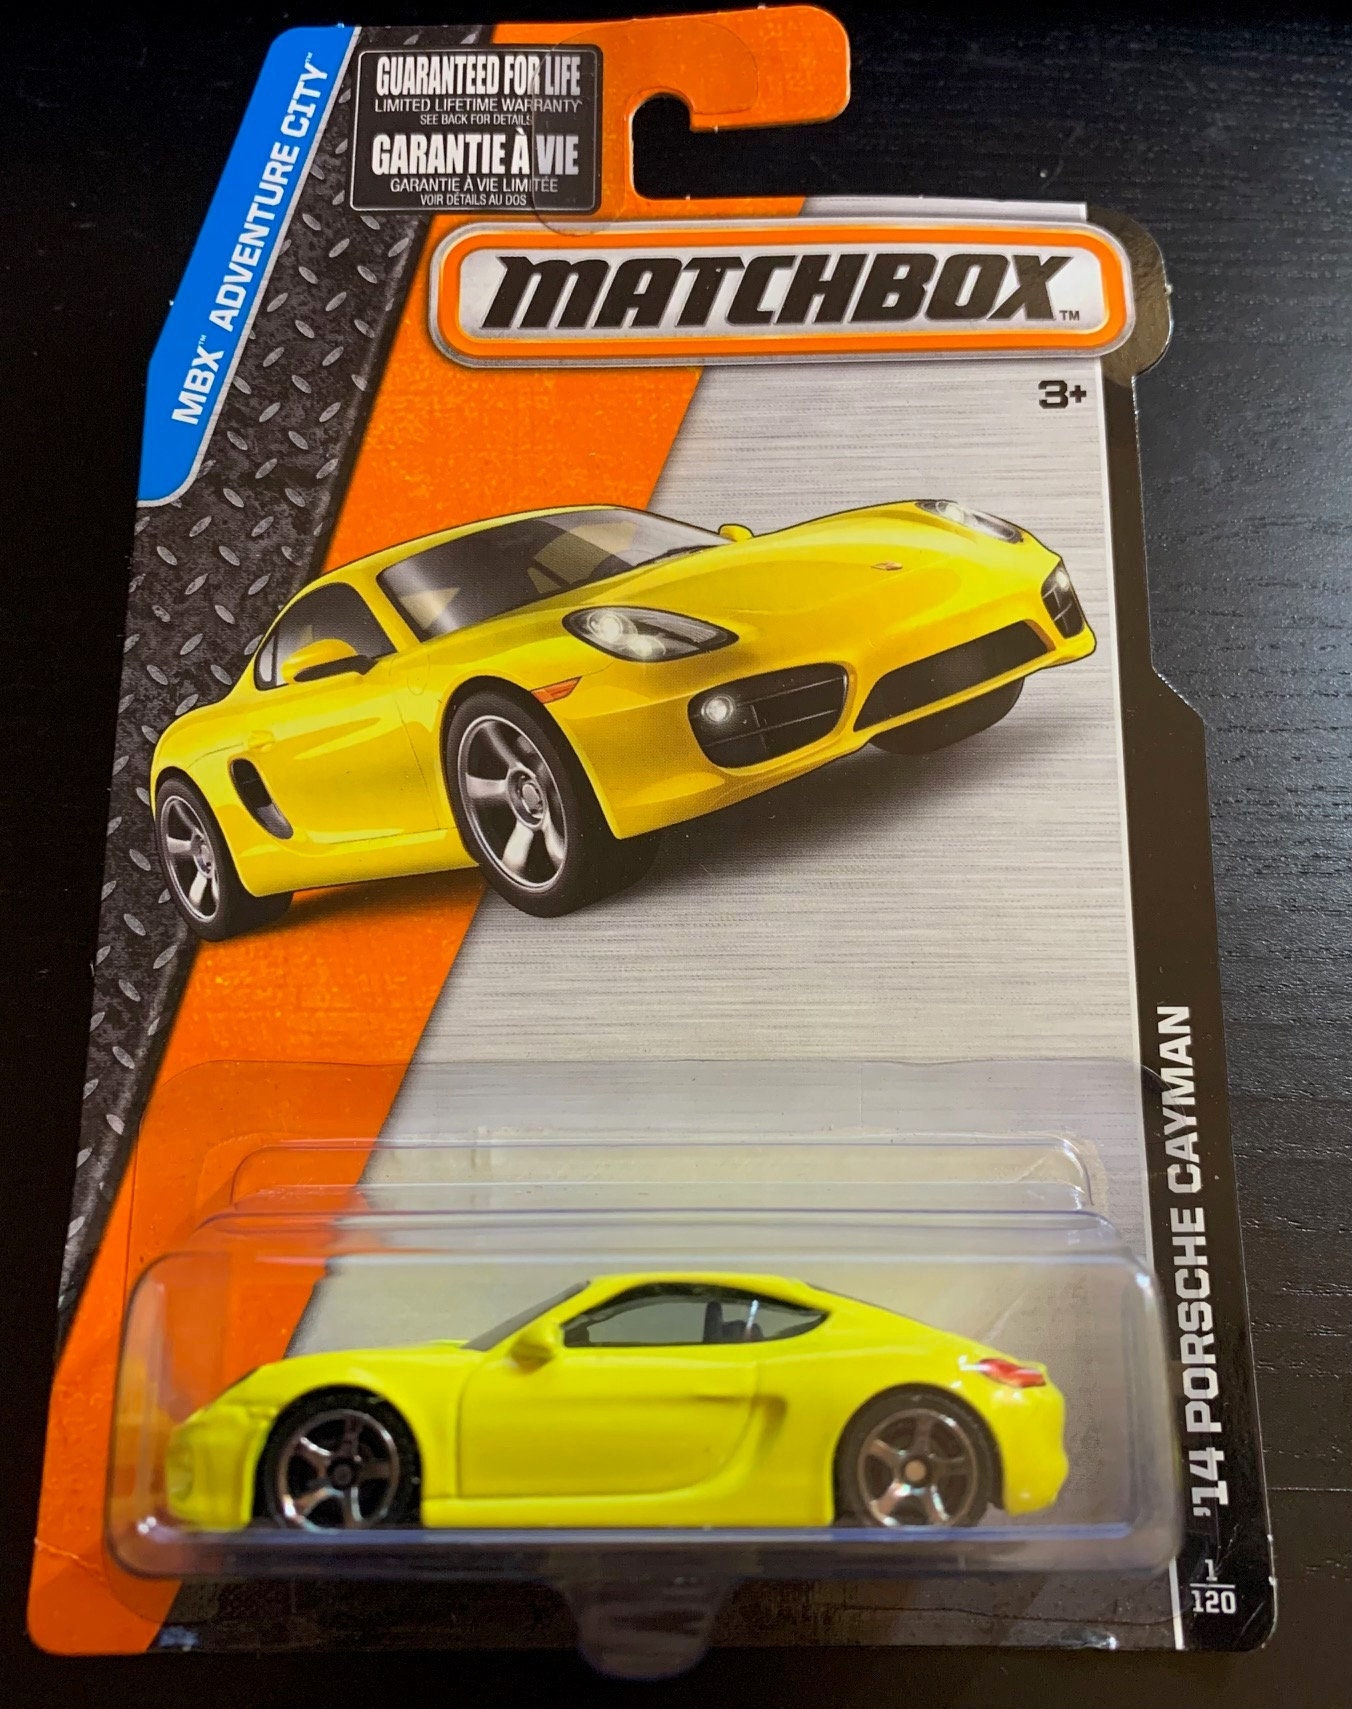 MBX™ ADVENTURE CITY™
GUARANTEED FOR LIFE
LIMITED LIFETIME WARRANTY
SEE BACK FOR DETAILS
GARANTIE À VIE
GARANTIE À VIE LIMITÉE
VOIR DÉTAILS AU DOS
MATCHBOX™
3+
'14 PORSCHE CAYMAN
1
120